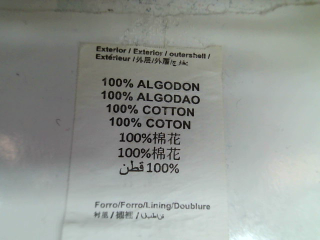 Exterior / Exterior / outershell /
Extérieur / 外层 / 外層 /
100% ALGODON
100% ALGODAO
100% COTTON
100% COTON
100%棉花
100%棉花
100% قطن
Forro/Forro/Lining/Doublure